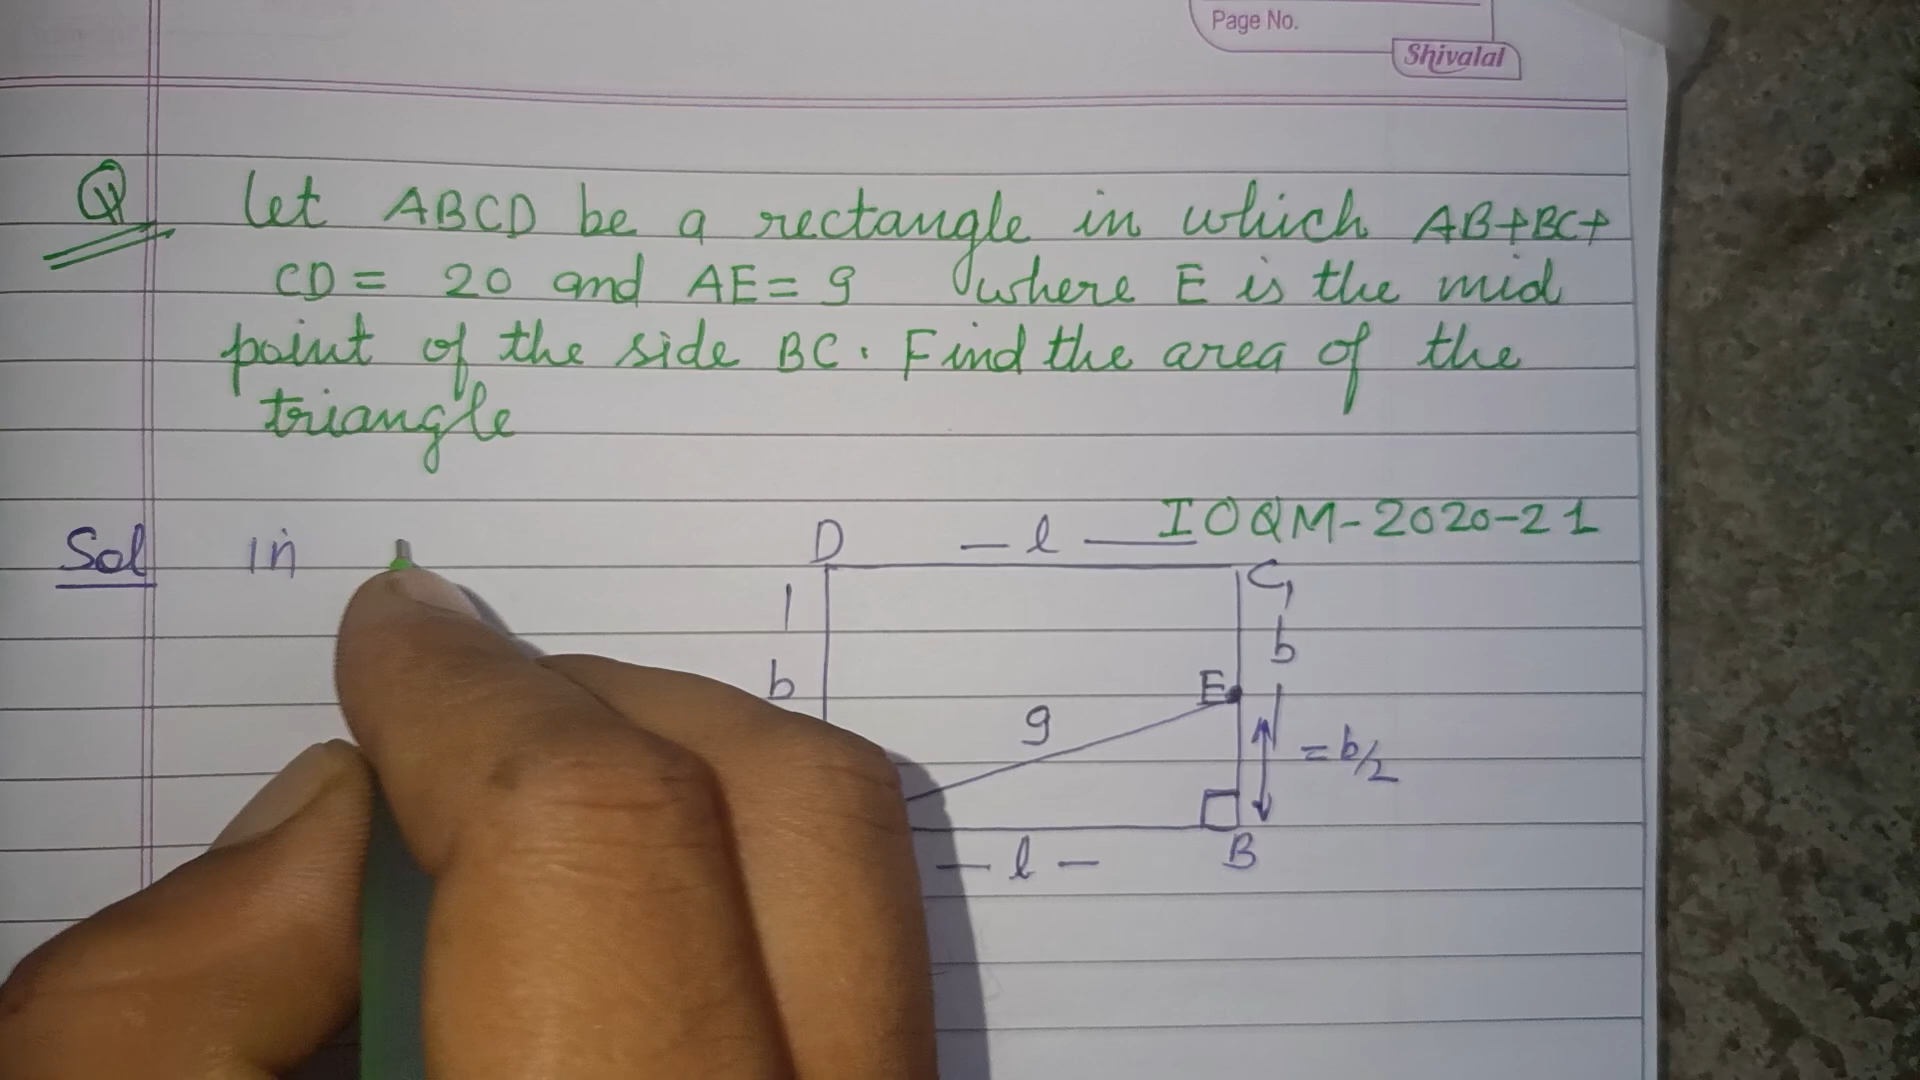 Page No.
Shivalal
Q Let ABCD be a rectangle in which AB+BC+
CD = 20 and AE = 9 where E is the mid
point of the side BC. Find the area of the
triangle
IOQM-2020-21
Sol in
D — l — C
b
b
E
9
= b/2
— l —
B